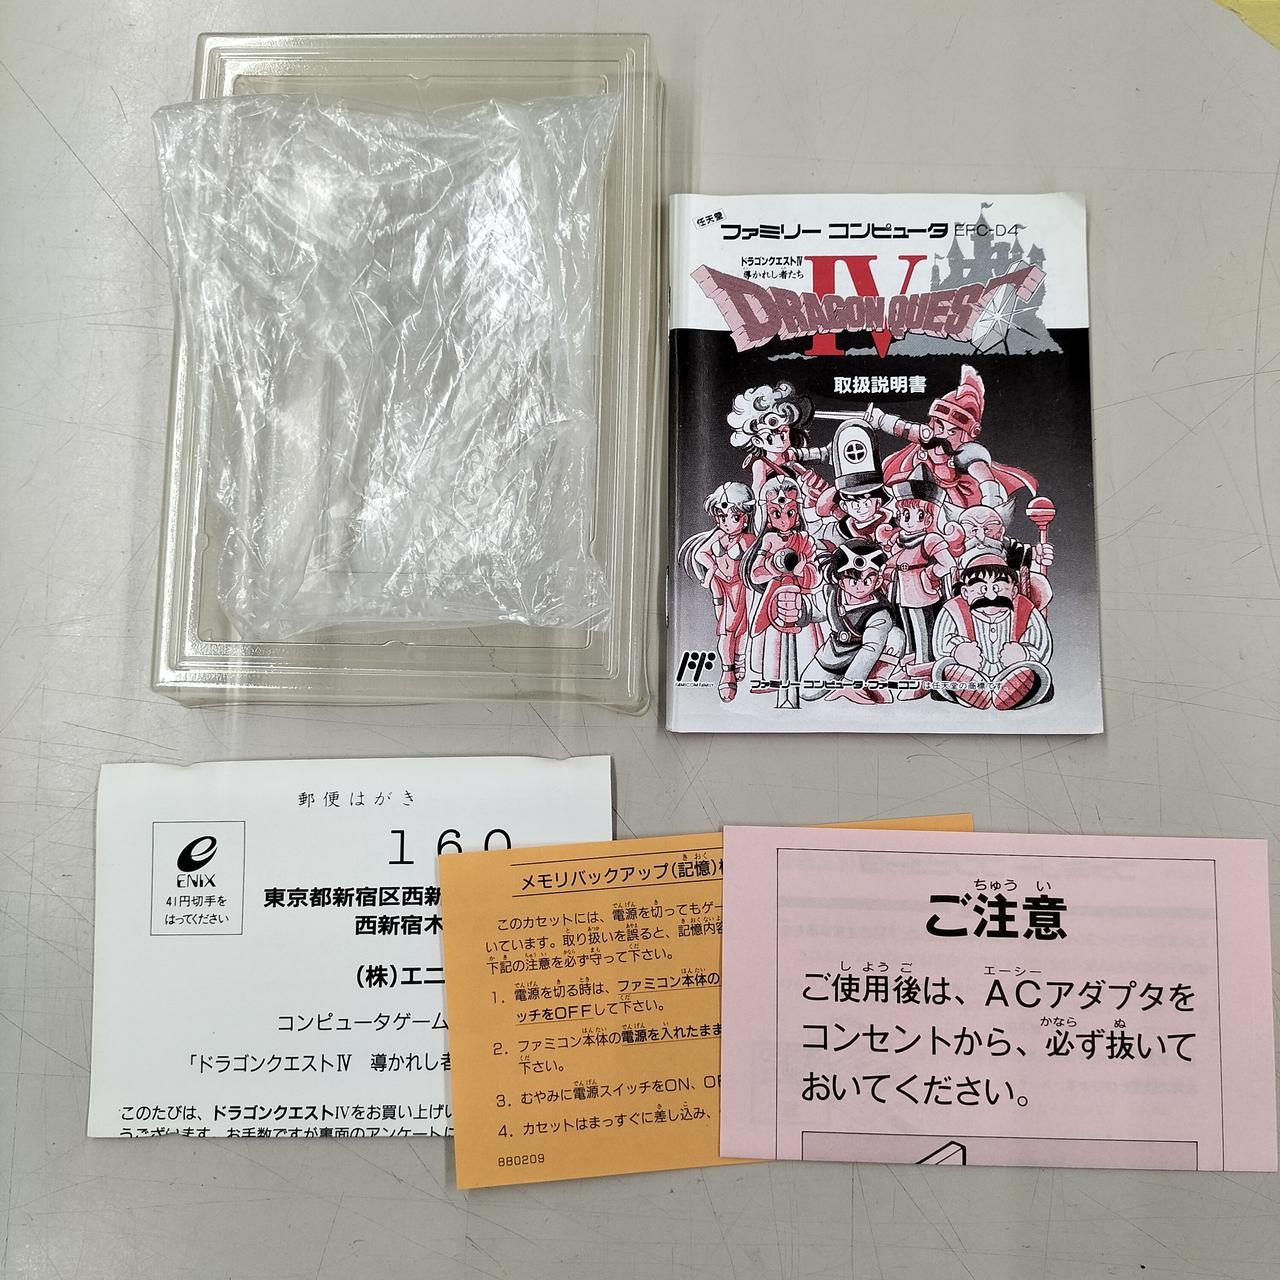 任天堂
ファミリー コンピュータ EFC-D4
ドラゴンクエストⅣ
導かれし者たち
Ⅳ
DRAGON QUEST
取扱説明書
FF
FAMICOM FAMILY
ファミリー コンピュータ・ファミコンは任天堂の商標です。
郵便はがき
160
e
ENIX
41円切手を
はってください
東京都新宿区西新
西新宿木
(株)エニ
コンピュータゲーム
「ドラゴンクエストⅣ 導かれし者
このたびは、ドラゴンクエストⅣをお買い上げい
うございます。お手数ですが裏面のアンケートに
メモリバックアップ(記憶)
このカセットには、電源を切ってもゲー
いています。取り扱いを誤ると、記憶内容
下記の注意を必ず守って下さい。
1. 電源を切る時は、ファミコン本体の
ッチをOFFして下さい。
2. ファミコン本体の電源を入れたまま
下さい。
3. むやみに電源スイッチをON、OF
4. カセットはまっすぐに差し込み、
880209
ご注意
ご使用後は、ACアダプタを
コンセントから、必ず抜いて
おいてください。